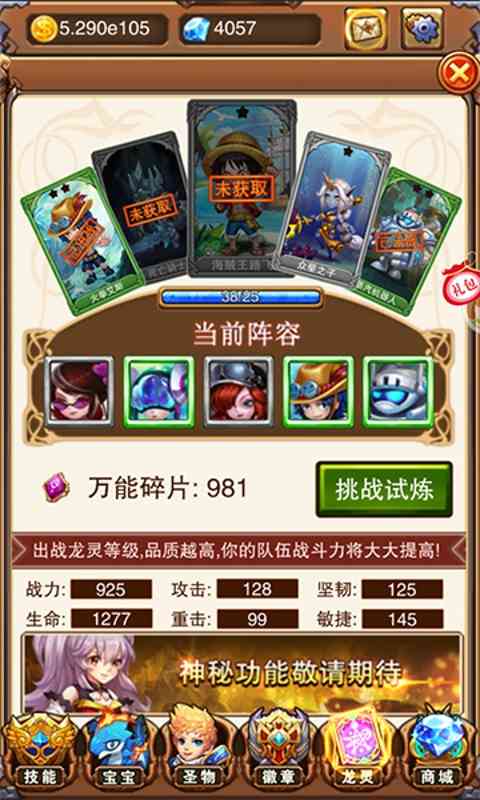 5.290e105
4057
未获取
未获取
火拳艾斯
海贼王路飞
众星之子
蒸汽机器人
38/25
礼包
当前阵容
万能碎片: 981
挑战试炼
出战龙灵等级,品质越高,你的队伍战斗力将大大提高!
战力: 925 攻击: 128 坚韧: 125
生命: 1277 重击: 99 敏捷: 145
神秘功能敬请期待
技能 宝宝 圣物 徽章 龙灵 商城